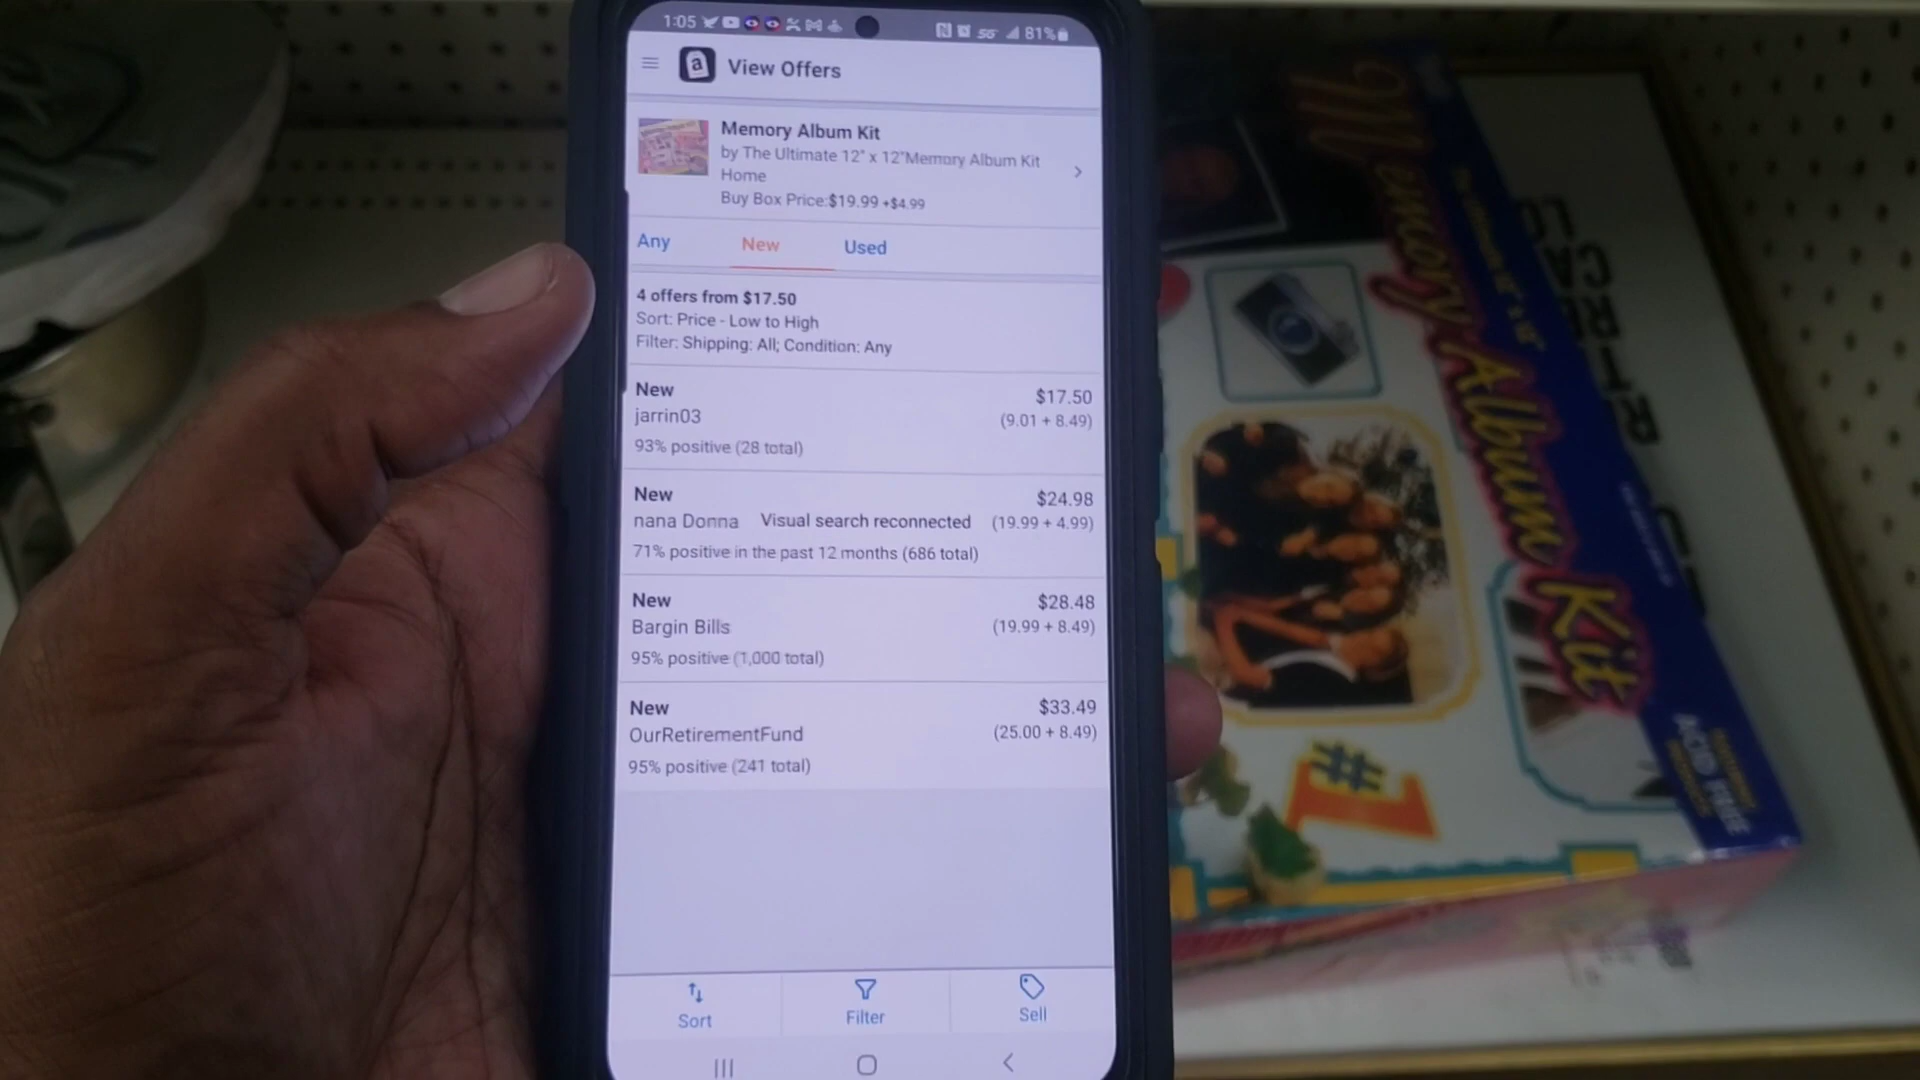 1:05
5G 81%
a View Offers
Memory Album Kit
by The Ultimate 12" x 12"Memory Album Kit
Home
Buy Box Price:$19.99 +$4.99
Any New Used
4 offers from $17.50
Sort: Price - Low to High
Filter: Shipping: All; Condition: Any
New $17.50
jarrin03 (9.01 + 8.49)
93% positive (28 total)
New $24.98
nana Donna Visual search reconnected (19.99 + 4.99)
71% positive in the past 12 months (686 total)
New $28.48
Bargin Bills (19.99 + 8.49)
95% positive (1,000 total)
New $33.49
OurRetirementFund (25.00 + 8.49)
95% positive (241 total)
Sort Filter Sell
Memory Album Kit
#1
ACID FREE